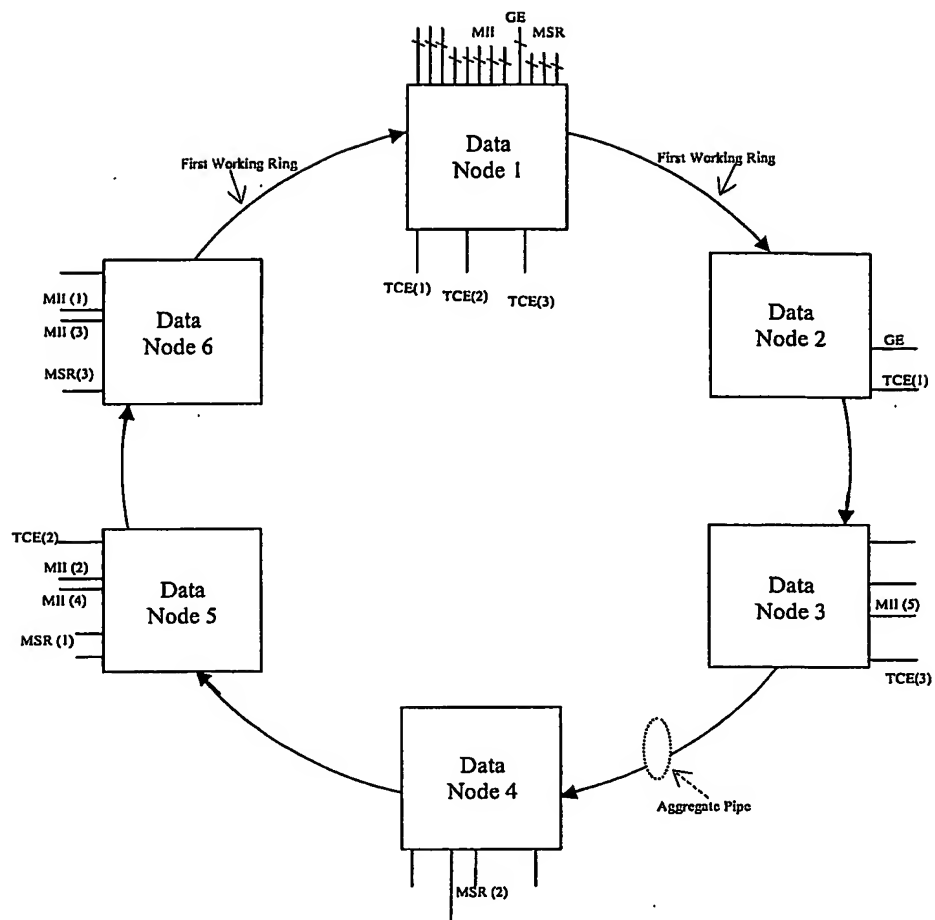 GE
MII
MSR
Data
Node 1
First Working Ring
First Working Ring
TCE(1)
TCE(2)
TCE(3)
MII (1)
MII (3)
MSR(3)
Data
Node 6
Data
Node 2
GE
TCE(1)
TCE(2)
MII (2)
MII (4)
MSR (1)
Data
Node 5
Data
Node 3
MII (5)
TCE(3)
Data
Node 4
Aggregate Pipe
MSR (2)